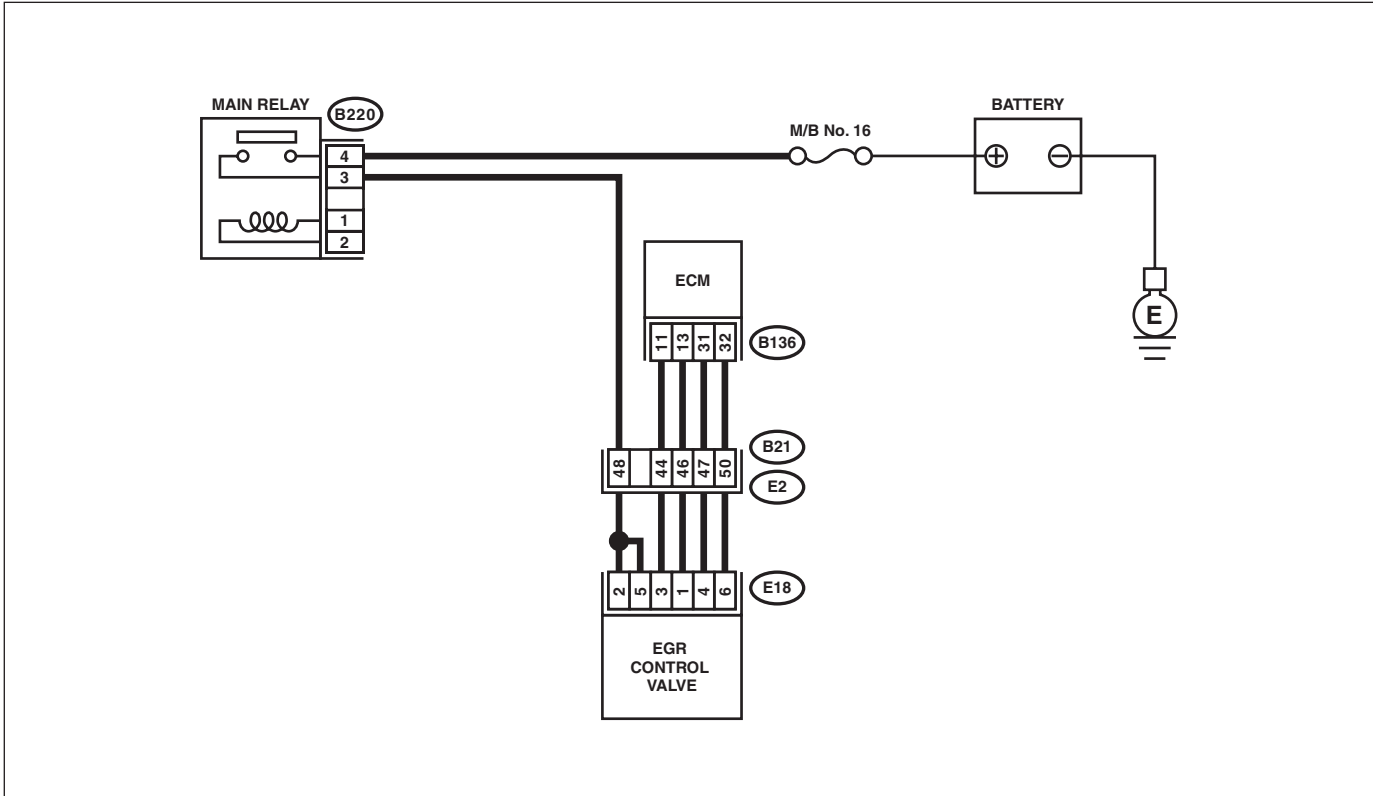 MAIN RELAY
B220
BATTERY
M/B No. 16
4
3
1
2
ECM
E
11 13 31 32
B136
B21
48 44 46 47 50
E2
2 5 3 1 4 6
E18
EGR
CONTROL
VALVE